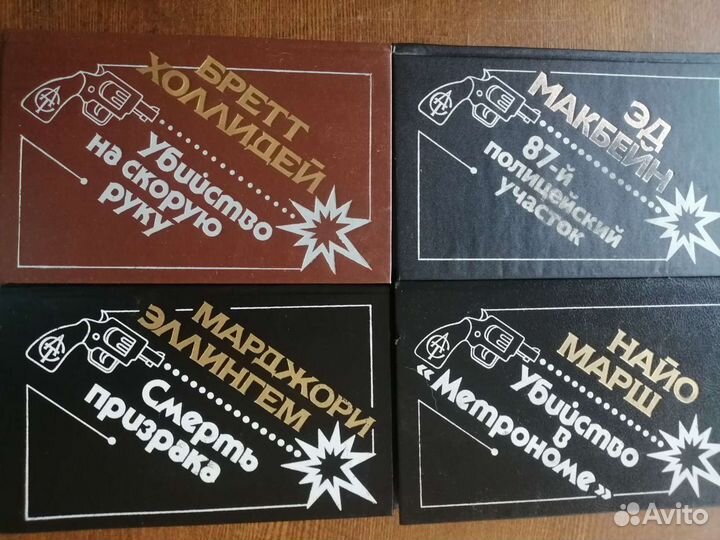 БРЕТТ
ХОЛЛИДЕЙ
Убийство
на скорую
руку
ЭД
МАКБЕЙН
87-й
полицейский
участок
МАРДЖОРИ
ЭЛЛИНГЕМ
Смерть
призрака
НАЙО
МАРШ
Убийство
в
«Метрономе»
Avito